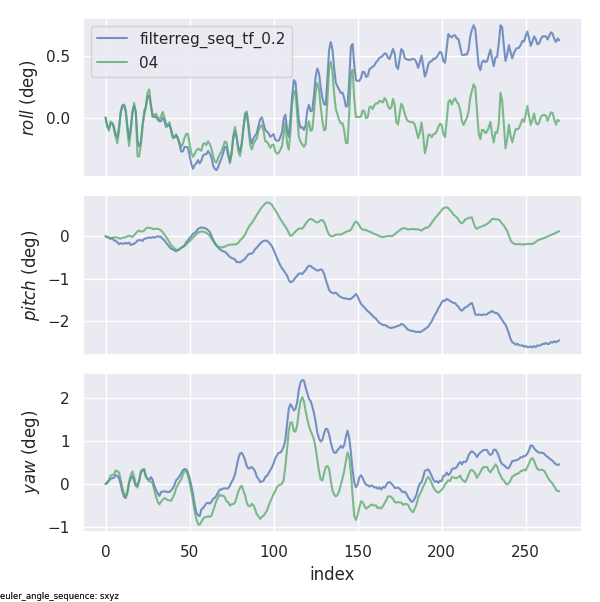 filterreg_seq_tf_0.2
04
roll (deg)
0.5
0.0
pitch (deg)
0
−1
−2
yaw (deg)
2
1
0
−1
0 50 100 150 200 250
index
euler_angle_sequence: sxyz